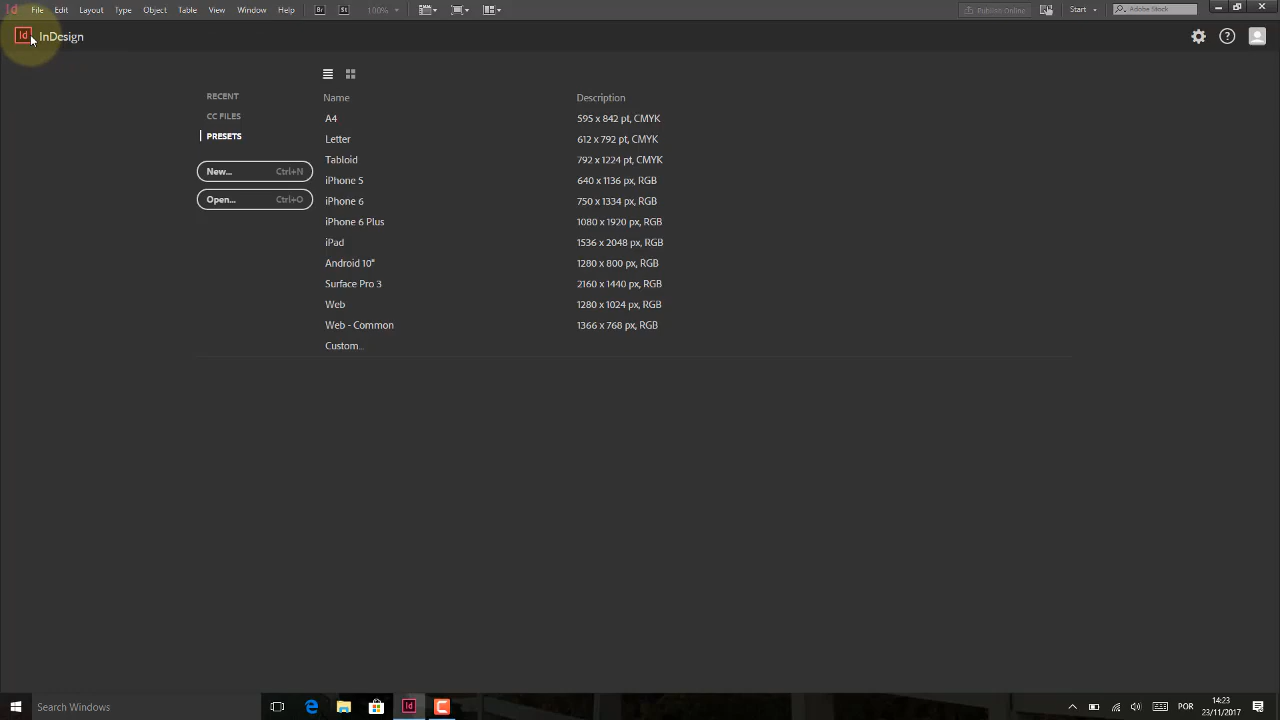 Id File Edit Layout Type Object Table View Window Help Br St 100% Publish Online Start Adobe Stock
Id InDesign
RECENT
CC FILES
PRESETS
New... Ctrl+N
Open... Ctrl+O
Name Description
A4 595 x 842 pt, CMYK
Letter 612 x 792 pt, CMYK
Tabloid 792 x 1224 pt, CMYK
iPhone 5 640 x 1136 px, RGB
iPhone 6 750 x 1334 px, RGB
iPhone 6 Plus 1080 x 1920 px, RGB
iPad 1536 x 2048 px, RGB
Android 10" 1280 x 800 px, RGB
Surface Pro 3 2160 x 1440 px, RGB
Web 1280 x 1024 px, RGB
Web - Common 1366 x 768 px, RGB
Custom...
Search Windows Id C POR 14:23
23/11/2017